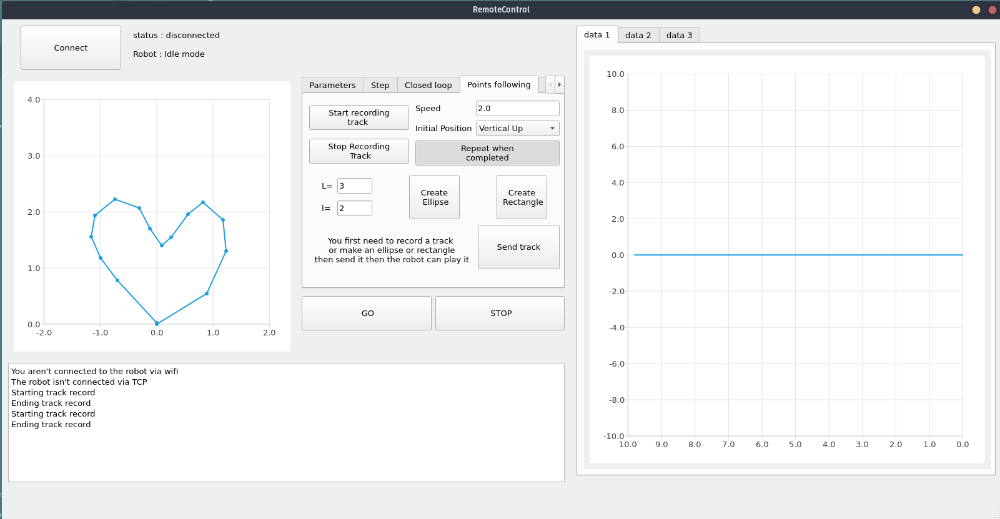 RemoteControl
Connect
status : disconnected
Robot : Idle mode
4.0
3.0
2.0
1.0
0.0
-2.0 -1.0 0.0 1.0 2.0
Parameters Step Closed loop Points following
Start recording
track
Stop Recording
Track
Speed 2.0
Initial Position Vertical Up
Repeat when
completed
L= 3
l= 2
Create
Ellipse
Create
Rectangle
You first need to record a track
or make an ellipse or rectangle
then send it then the robot can play it
Send track
GO STOP
You aren't connected to the robot via wifi
The robot isn't connected via TCP
Starting track record
Ending track record
Starting track record
Ending track record
data 1 data 2 data 3
10.0
8.0
6.0
4.0
2.0
0.0
-2.0
-4.0
-6.0
-8.0
-10.0
10.0 9.0 8.0 7.0 6.0 5.0 4.0 3.0 2.0 1.0 0.0